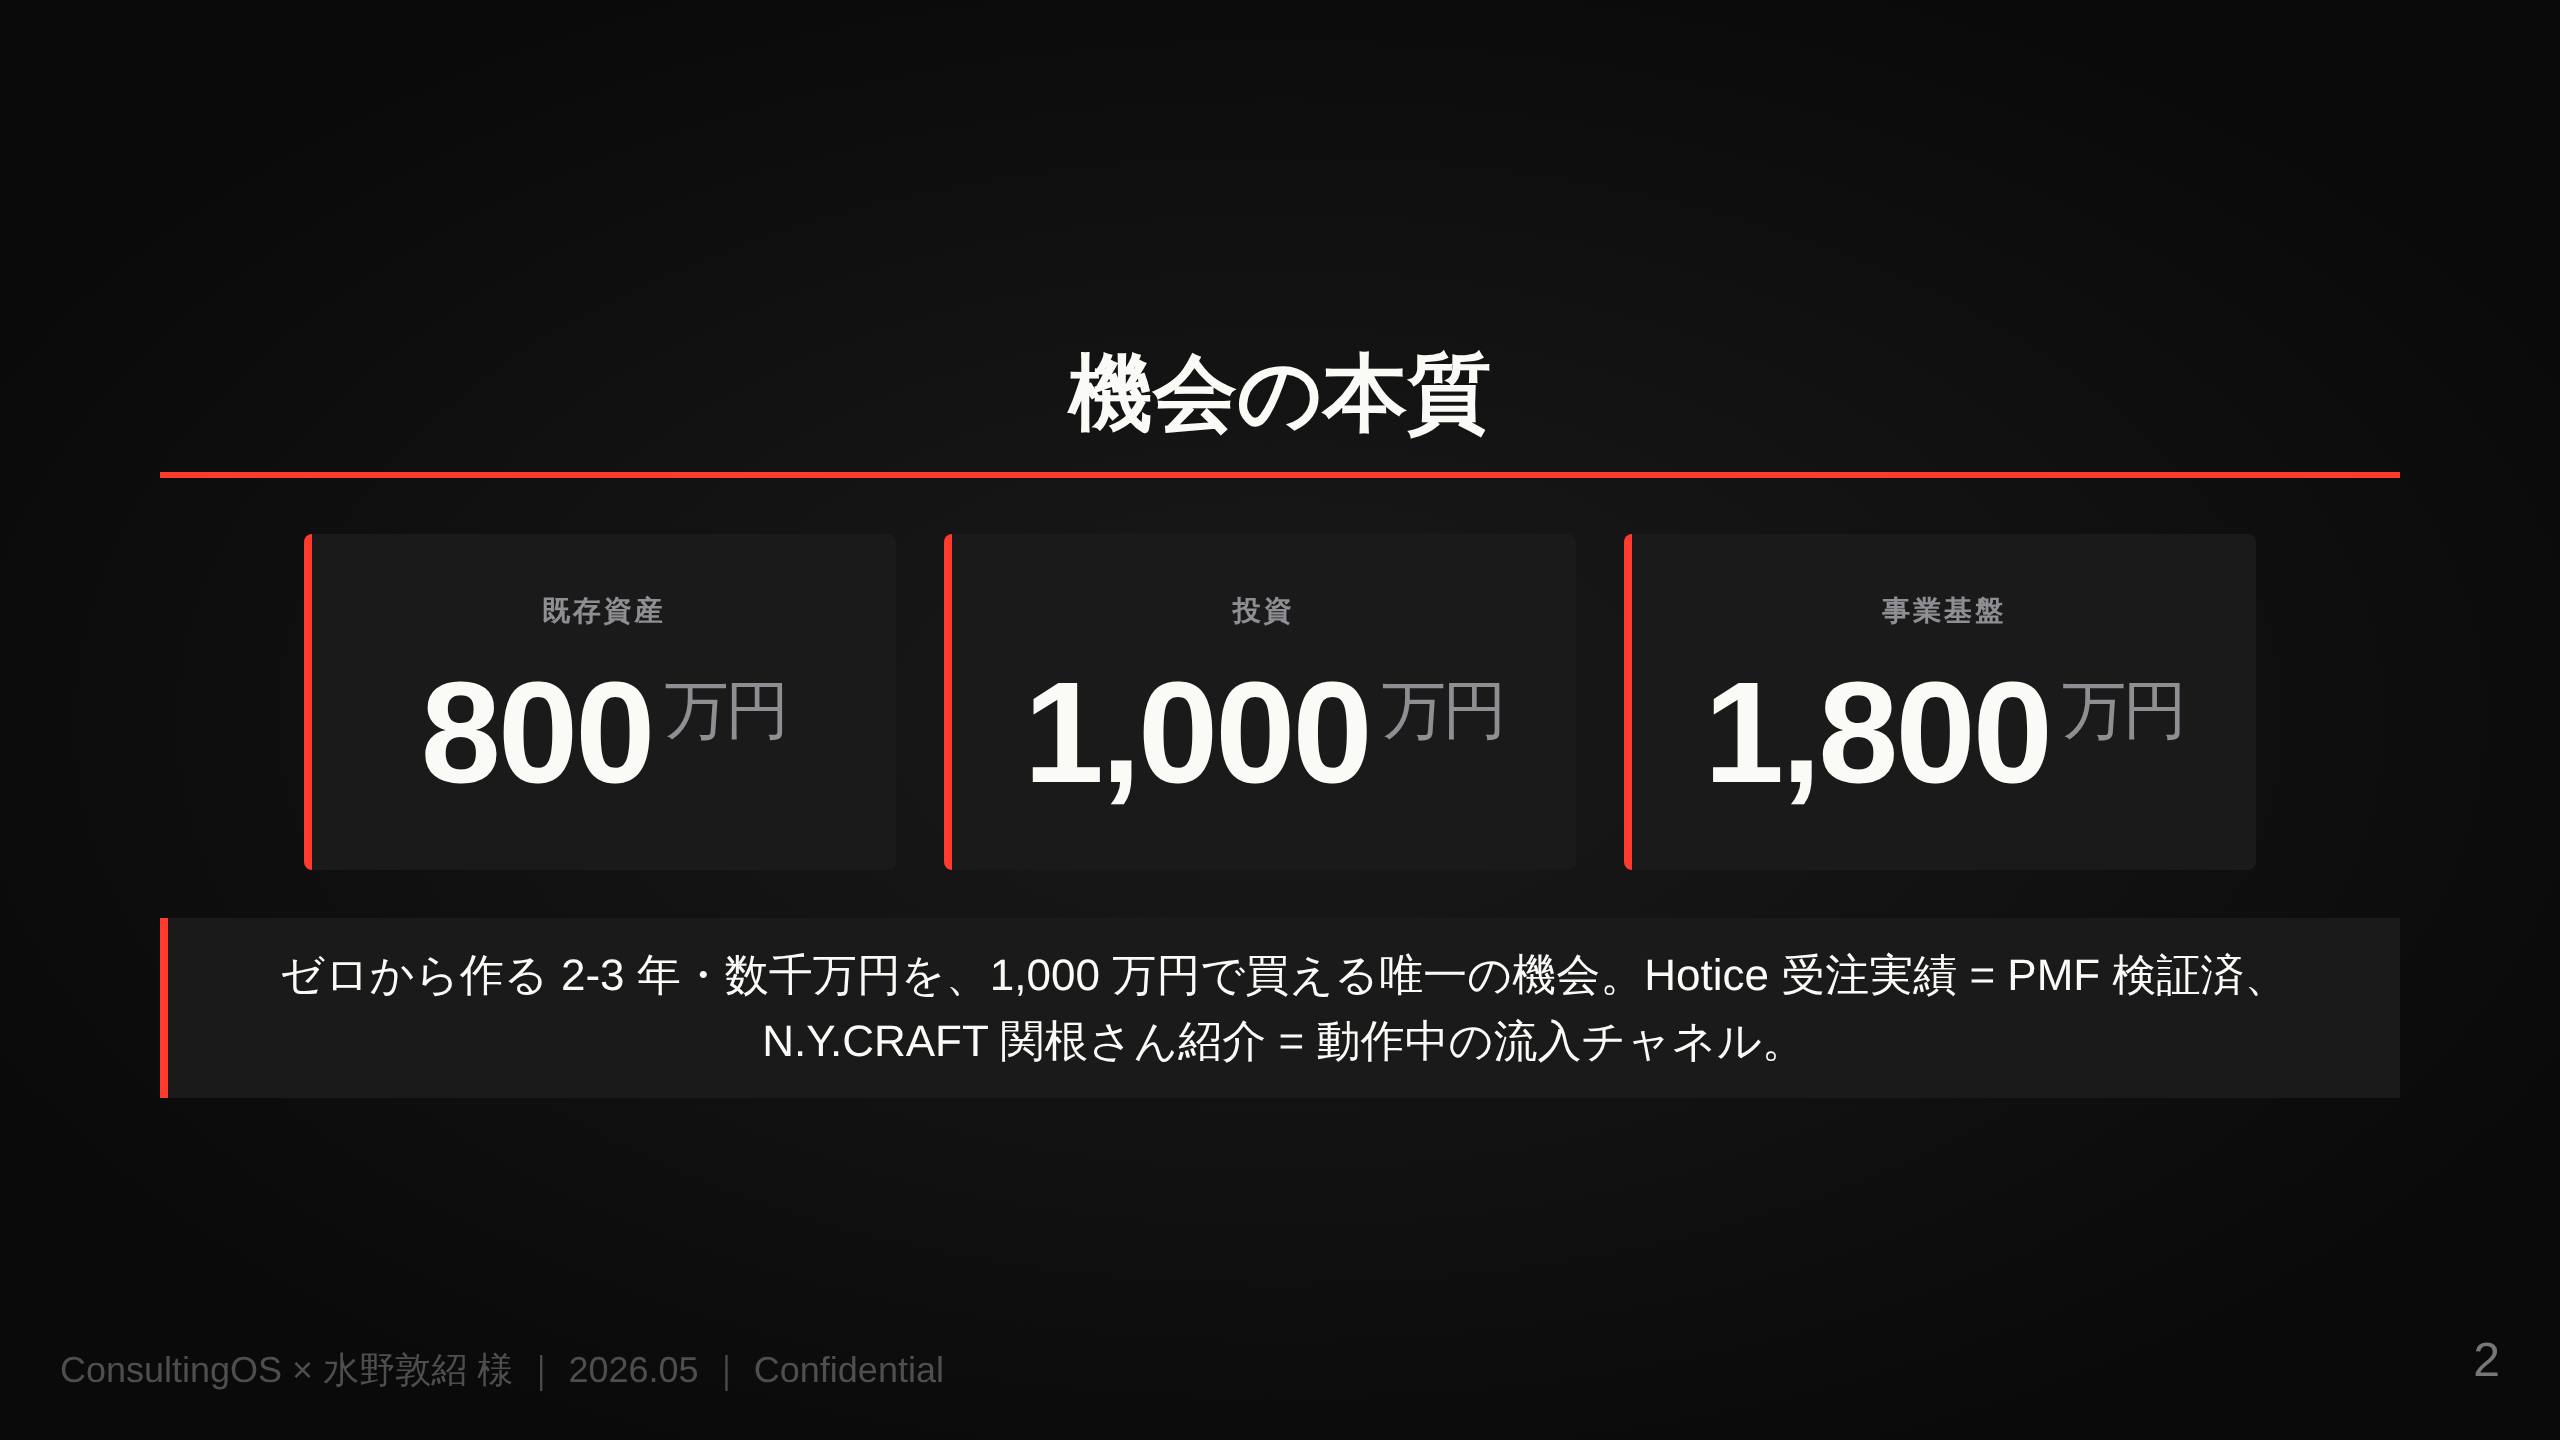 機会の本質
既存資産
800万円
投資
1,000万円
事業基盤
1,800万円
ゼロから作る 2-3 年・数千万円を、1,000 万円で買える唯一の機会。Hotice 受注実績 = PMF 検証済、
N.Y.CRAFT 関根さん紹介 = 動作中の流入チャネル。
ConsultingOS × 水野敦紹 様 ｜ 2026.05 ｜ Confidential
2